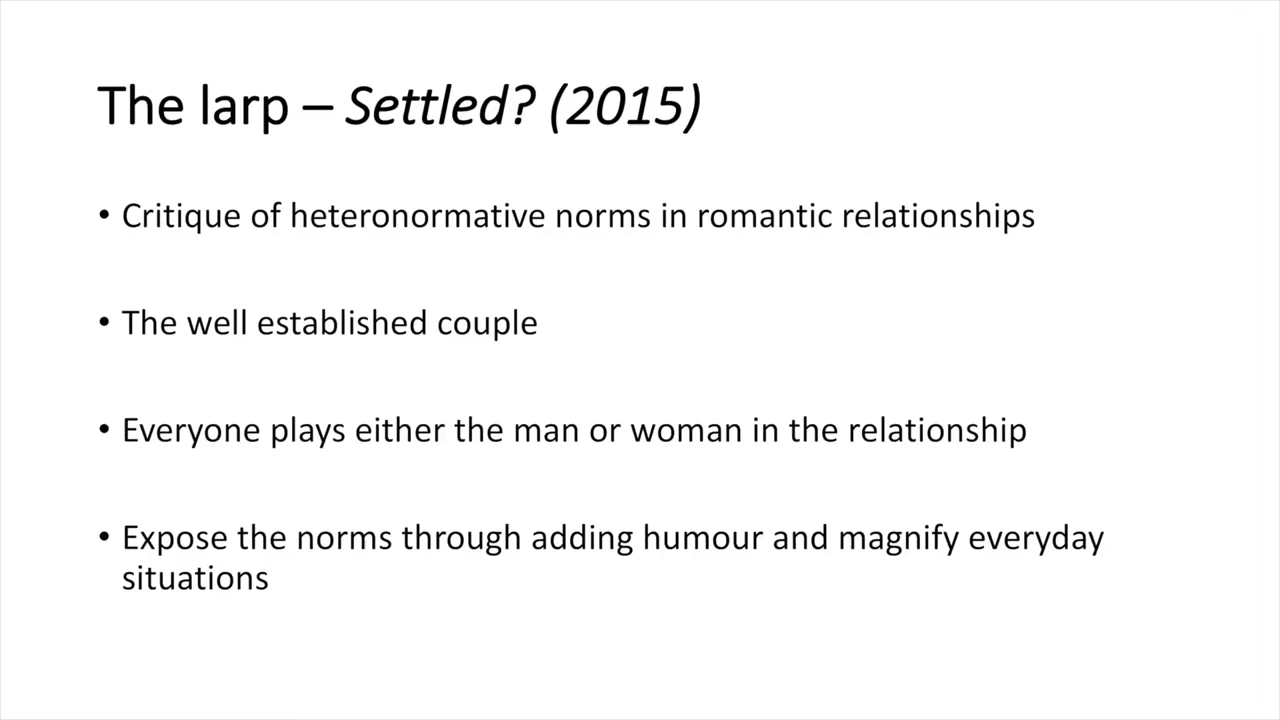 The larp – Settled? (2015)
• Critique of heteronormative norms in romantic relationships
• The well established couple
• Everyone plays either the man or woman in the relationship
• Expose the norms through adding humour and magnify everyday
situations